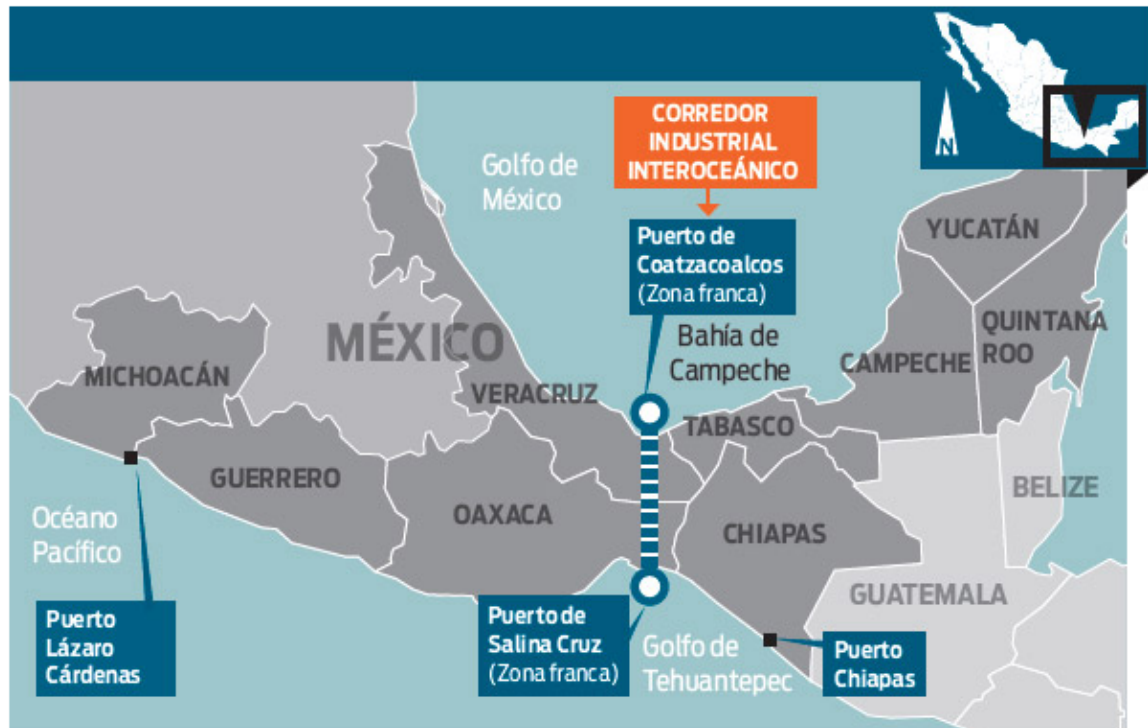 N
CORREDOR
INDUSTRIAL
INTEROCEÁNICO
Golfo de
México
Puerto de
Coatzacoalcos
(Zona franca)
YUCATÁN
QUINTANA
ROO
Bahía de
Campeche
CAMPECHE
MÉXICO
MICHOACÁN
VERACRUZ
TABASCO
GUERRERO
OAXACA
CHIAPAS
BELIZE
Océano
Pacífico
GUATEMALA
Puerto
Lázaro
Cárdenas
Puerto de
Salina Cruz
(Zona franca)
Golfo de
Tehuantepec
Puerto
Chiapas